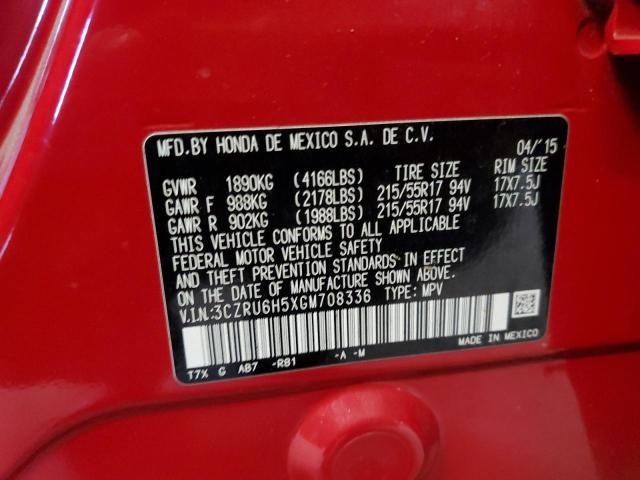 MFD. BY HONDA DE MEXICO S.A. DE C.V. 04/'15
GVWR 1890KG (4166LBS) TIRE SIZE RIM SIZE
GAWR F 988KG (2178LBS) 215/55R17 94V 17X7.5J
GAWR R 902KG (1988LBS) 215/55R17 94V 17X7.5J
THIS VEHICLE CONFORMS TO ALL APPLICABLE
FEDERAL MOTOR VEHICLE SAFETY
AND THEFT PREVENTION STANDARDS IN EFFECT
ON THE DATE OF MANUFACTURE SHOWN ABOVE.
V.I.N.:3CZRU6H5XGM708336 TYPE: MPV
T7X G A07 -R81 -A -M MADE IN MEXICO